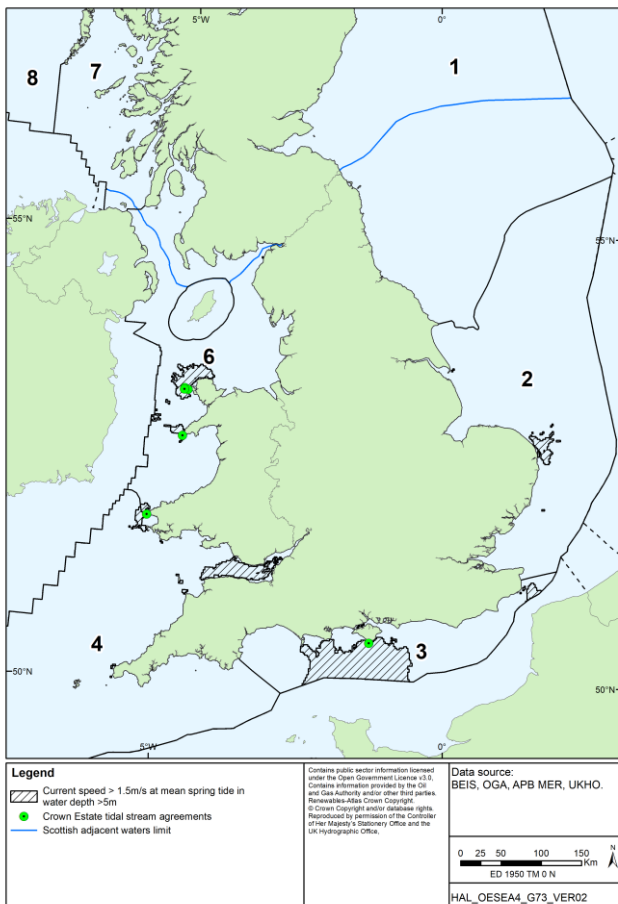 5°W
0°
8
7
1
55°N
55°N
6
2
4
3
50°N
50°N
5°W
0°
Legend
Current speed > 1.5m/s at mean spring tide in
water depth >5m
Crown Estate tidal stream agreements
Scottish adjacent waters limit
Contains public sector information licensed
under the Open Government Licence v3.0,
Contains information provided by the Oil
and Gas Authority and/or other third parties.
Renewables-Atlas Crown Copyright.
© Crown Copyright and/or database rights.
Reproduced by permission of the Controller
of Her Majesty's Stationery Office and the
UK Hydrographic Office,
Data source:
BEIS, OGA, APB MER, UKHO.
0 25 50 100 150
Km
N
ED 1950 TM 0 N
HAL_OESEA4_G73_VER02